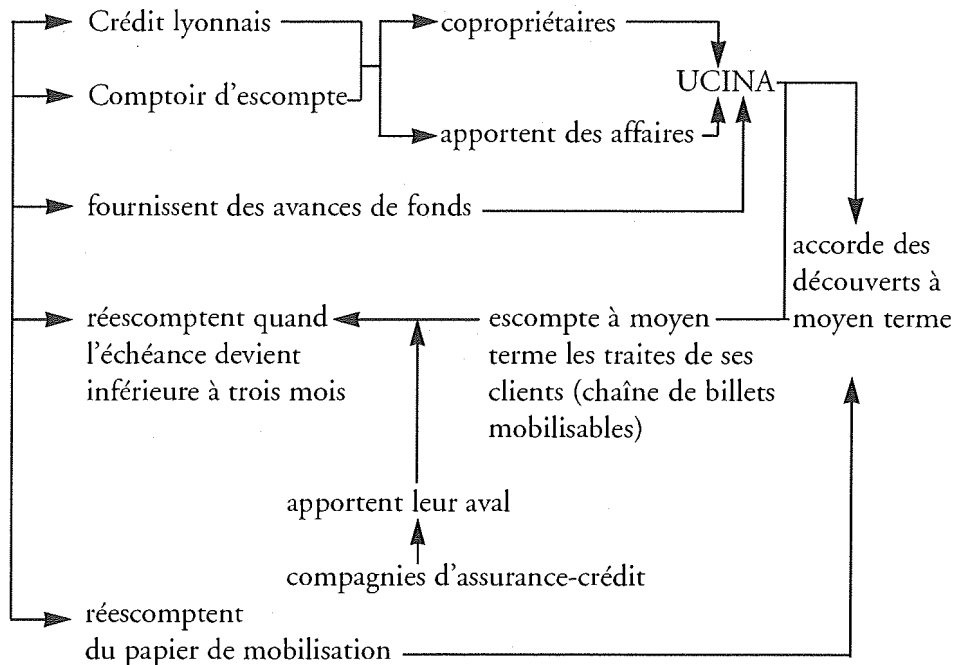 Crédit lyonnais
copropriétaires
Comptoir d'escompte
UCINA
apportent des affaires
fournissent des avances de fonds
accorde des
découverts à
moyen terme
réescomptent quand
l'échéance devient
inférieure à trois mois
escompte à moyen
terme les traites de ses
clients (chaîne de billets
mobilisables)
apportent leur aval
compagnies d'assurance-crédit
réescomptent
du papier de mobilisation